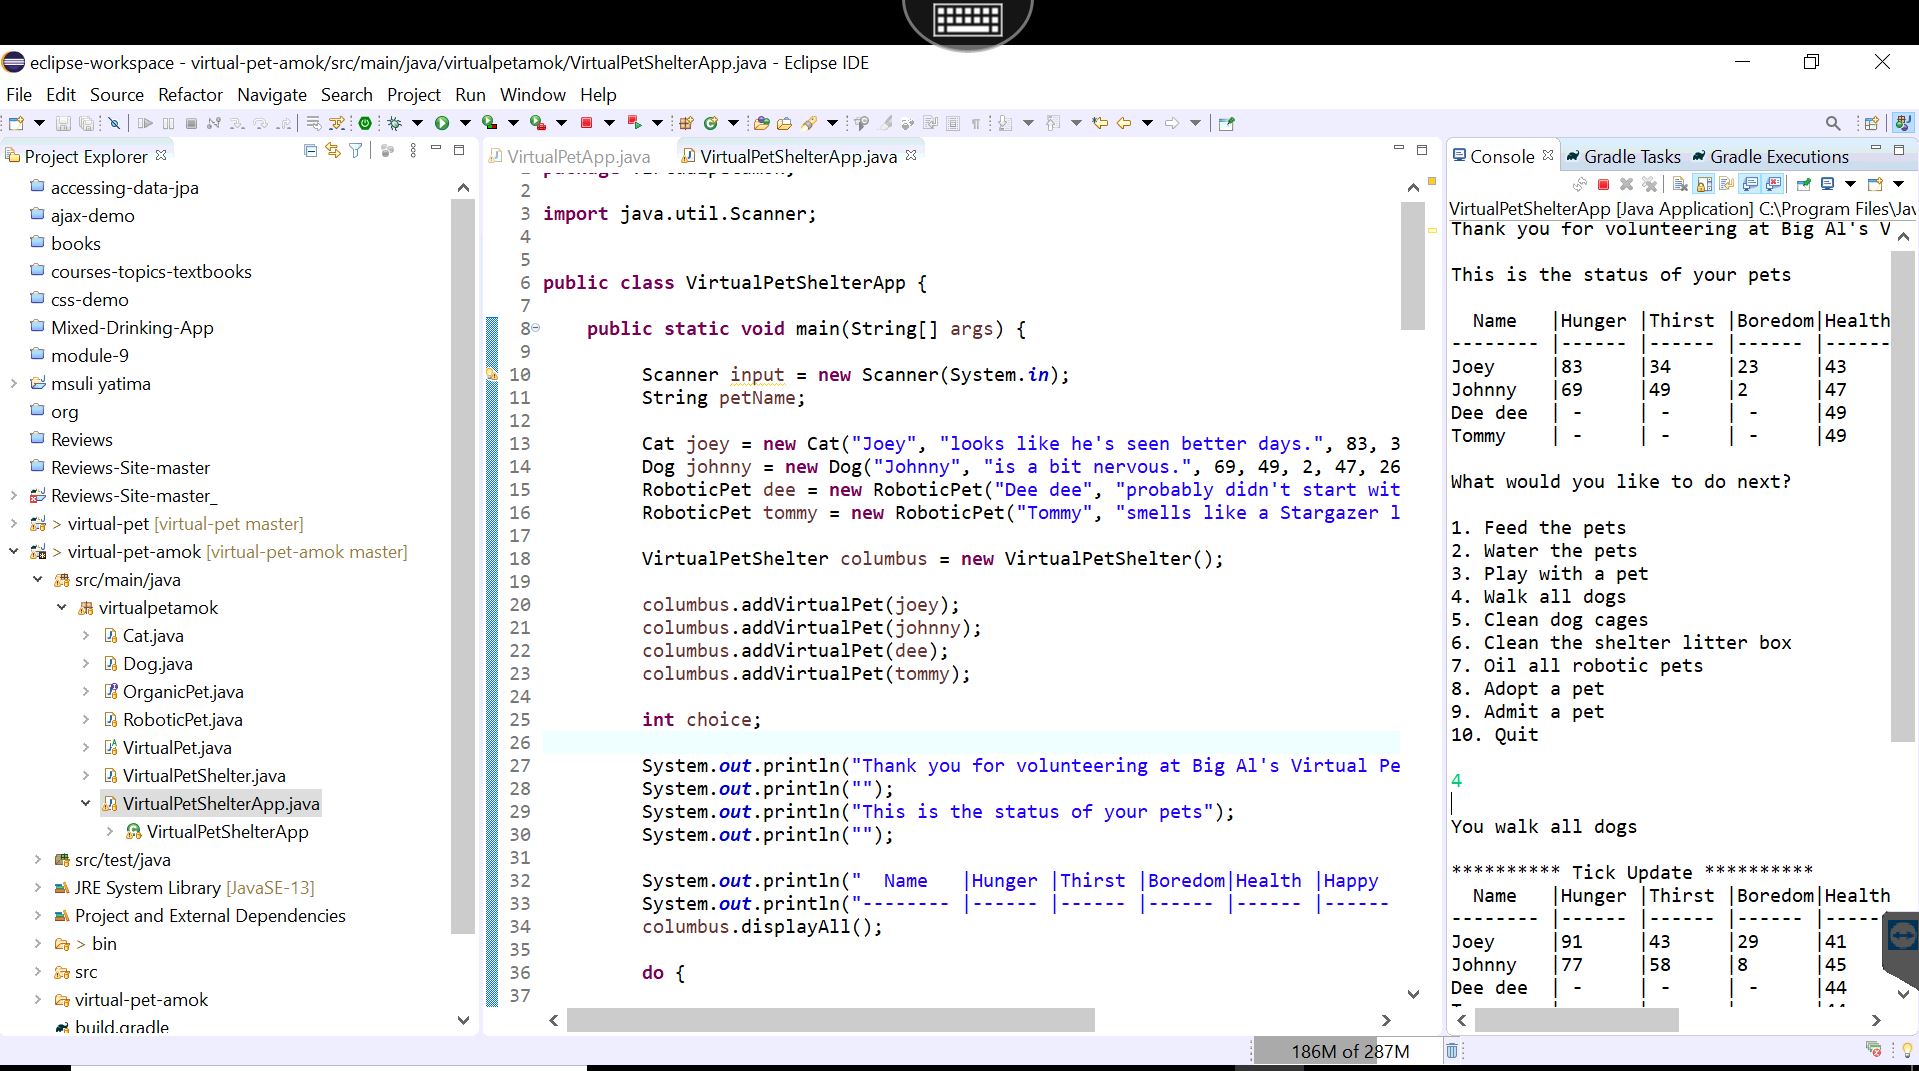 eclipse-workspace - virtual-pet-amok/src/main/java/virtualpetamok/VirtualPetShelterApp.java - Eclipse IDE
File Edit Source Refactor Navigate Search Project Run Window Help
Project Explorer
accessing-data-jpa
ajax-demo
books
courses-topics-textbooks
css-demo
Mixed-Drinking-App
module-9
msuli yatima
org
Reviews
Reviews-Site-master
Reviews-Site-master_
> virtual-pet [virtual-pet master]
> virtual-pet-amok [virtual-pet-amok master]
src/main/java
virtualpetamok
Cat.java
Dog.java
OrganicPet.java
RoboticPet.java
VirtualPet.java
VirtualPetShelter.java
VirtualPetShelterApp.java
VirtualPetShelterApp
src/test/java
JRE System Library [JavaSE-13]
Project and External Dependencies
> bin
src
virtual-pet-amok
build.gradle
VirtualPetApp.java VirtualPetShelterApp.java
2
3 import java.util.Scanner;
4
5
6 public class VirtualPetShelterApp {
7
8 public static void main(String[] args) {
9
10 Scanner input = new Scanner(System.in);
11 String petName;
12
13 Cat joey = new Cat("Joey", "looks like he's seen better days.", 83, 3
14 Dog johnny = new Dog("Johnny", "is a bit nervous.", 69, 49, 2, 47, 26
15 RoboticPet dee = new RoboticPet("Dee dee", "probably didn't start wit
16 RoboticPet tommy = new RoboticPet("Tommy", "smells like a Stargazer l
17
18 VirtualPetShelter columbus = new VirtualPetShelter();
19
20 columbus.addVirtualPet(joey);
21 columbus.addVirtualPet(johnny);
22 columbus.addVirtualPet(dee);
23 columbus.addVirtualPet(tommy);
24
25 int choice;
26
27 System.out.println("Thank you for volunteering at Big Al's Virtual Pe
28 System.out.println("");
29 System.out.println("This is the status of your pets");
30 System.out.println("");
31
32 System.out.println("  Name   |Hunger |Thirst |Boredom|Health |Happy
33 System.out.println("-------- |------ |------ |------ |------ |------
34 columbus.displayAll();
35
36 do {
37
Console Gradle Tasks Gradle Executions
VirtualPetShelterApp [Java Application] C:\Program Files\Jav
Thank you for volunteering at Big Al's V
This is the status of your pets
  Name   |Hunger |Thirst |Boredom|Health
-------- |------ |------ |------ |------
Joey     |83     |34     |23     |43
Johnny   |69     |49     |2      |47
Dee dee  | -     | -     | -     |49
Tommy    | -     | -     | -     |49
What would you like to do next?
1. Feed the pets
2. Water the pets
3. Play with a pet
4. Walk all dogs
5. Clean dog cages
6. Clean the shelter litter box
7. Oil all robotic pets
8. Adopt a pet
9. Admit a pet
10. Quit
4
You walk all dogs
********** Tick Update **********
  Name   |Hunger |Thirst |Boredom|Health
-------- |------ |------ |------ |-----
Joey     |91     |43     |29     |41
Johnny   |77     |58     |8      |45
Dee dee  | -     | -     | -     |44
186M of 287M